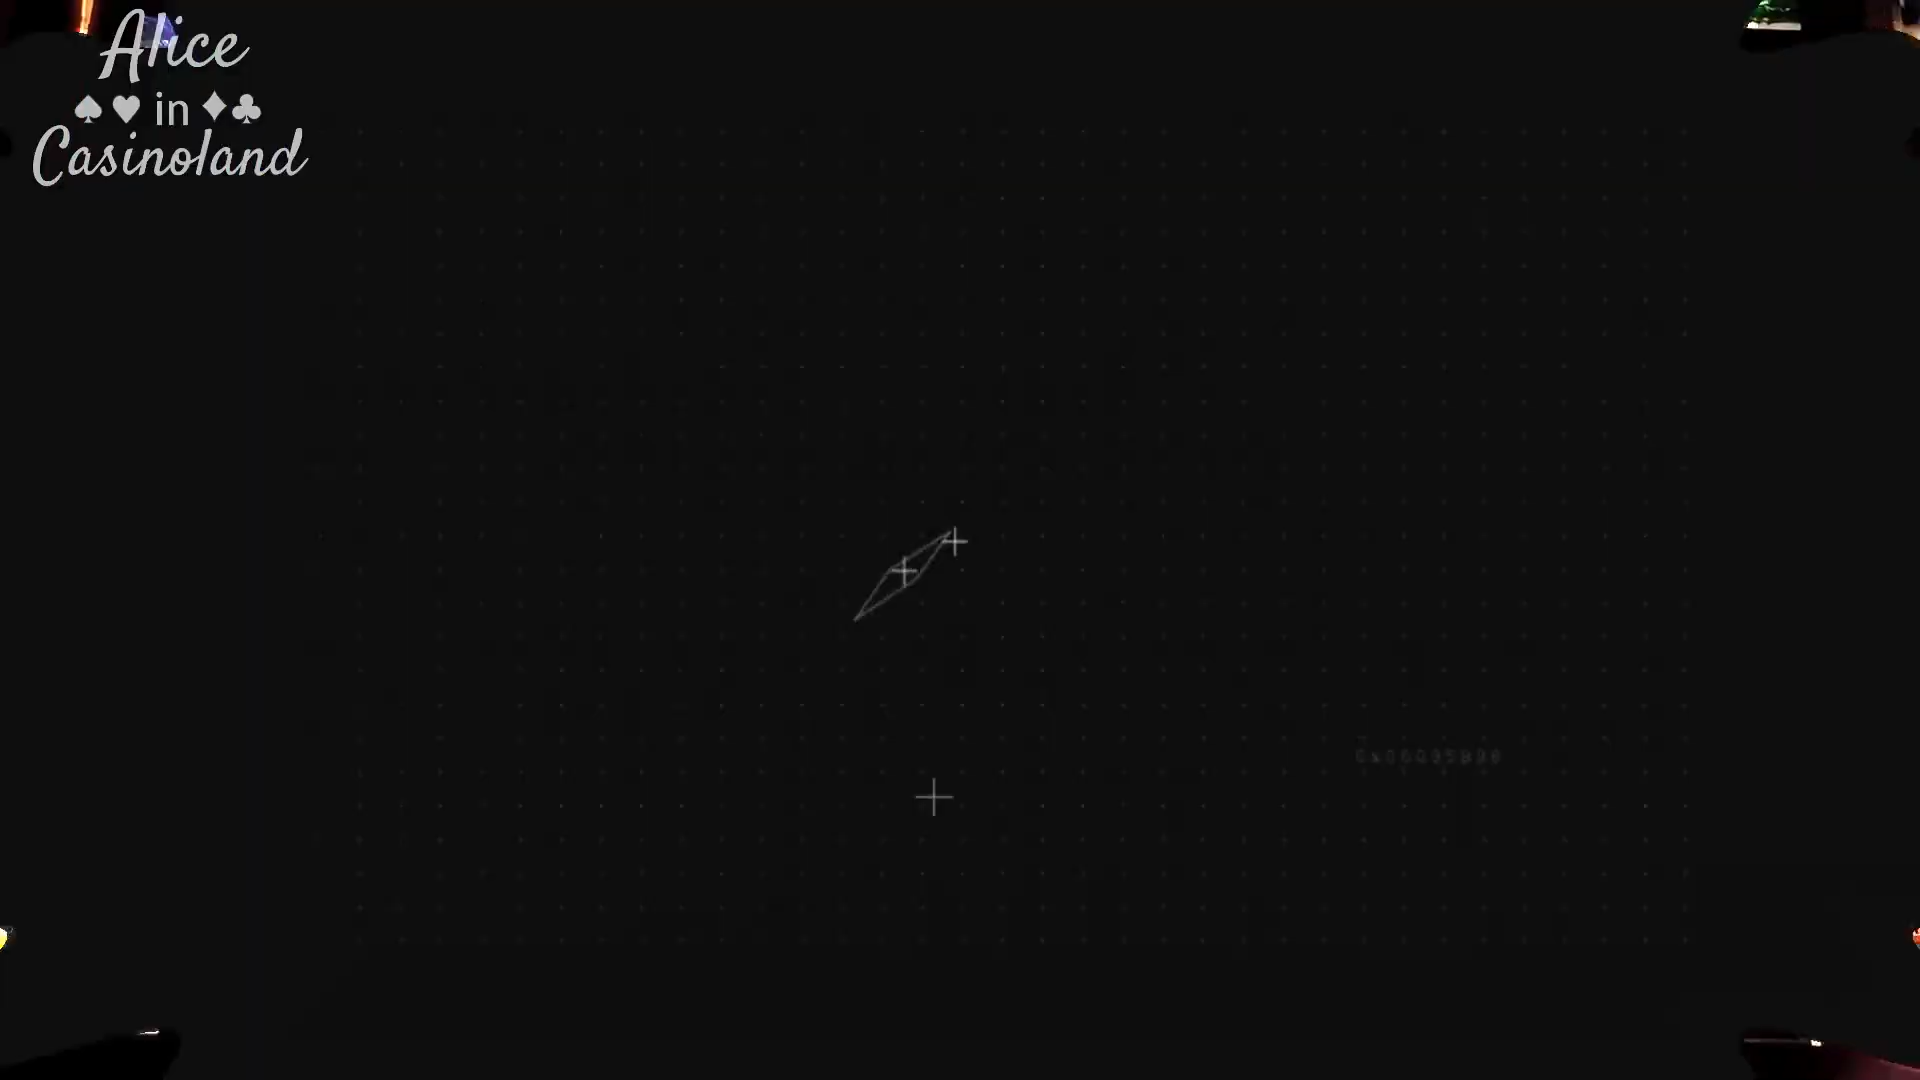 Alice
♠♥in♦♣
Casinoland